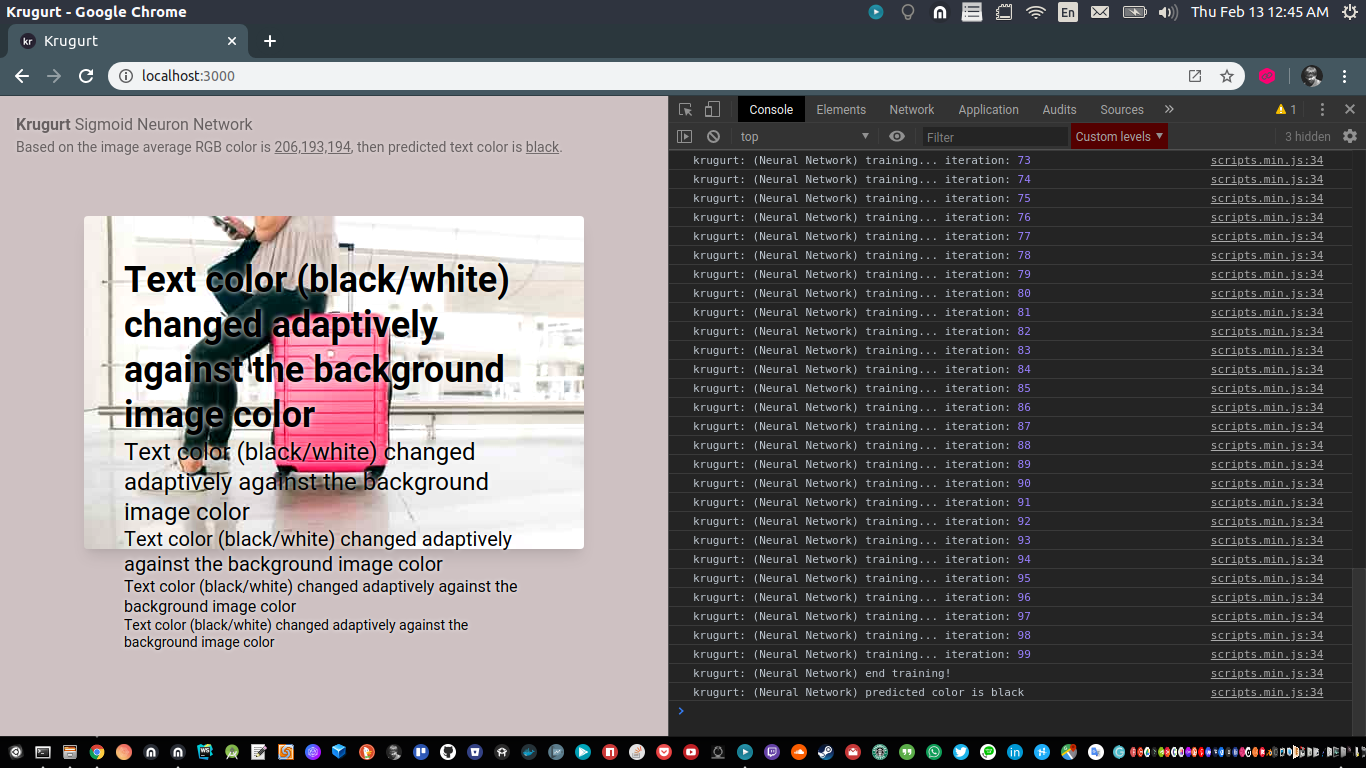 Krugurt - Google Chrome
En
Thu Feb 13 12:45 AM
kr Krugurt
localhost:3000
Krugurt Sigmoid Neuron Network
Based on the image average RGB color is 206,193,194, then predicted text color is black.
Text color (black/white)
changed adaptively
against the background
image color
Text color (black/white) changed
adaptively against the background
image color
Text color (black/white) changed adaptively
against the background image color
Text color (black/white) changed adaptively against the
background image color
Text color (black/white) changed adaptively against the
background image color
Console Elements Network Application Audits Sources » 1
top Filter Custom levels 3 hidden
krugurt: (Neural Network) training... iteration: 73 scripts.min.js:34
krugurt: (Neural Network) training... iteration: 74 scripts.min.js:34
krugurt: (Neural Network) training... iteration: 75 scripts.min.js:34
krugurt: (Neural Network) training... iteration: 76 scripts.min.js:34
krugurt: (Neural Network) training... iteration: 77 scripts.min.js:34
krugurt: (Neural Network) training... iteration: 78 scripts.min.js:34
krugurt: (Neural Network) training... iteration: 79 scripts.min.js:34
krugurt: (Neural Network) training... iteration: 80 scripts.min.js:34
krugurt: (Neural Network) training... iteration: 81 scripts.min.js:34
krugurt: (Neural Network) training... iteration: 82 scripts.min.js:34
krugurt: (Neural Network) training... iteration: 83 scripts.min.js:34
krugurt: (Neural Network) training... iteration: 84 scripts.min.js:34
krugurt: (Neural Network) training... iteration: 85 scripts.min.js:34
krugurt: (Neural Network) training... iteration: 86 scripts.min.js:34
krugurt: (Neural Network) training... iteration: 87 scripts.min.js:34
krugurt: (Neural Network) training... iteration: 88 scripts.min.js:34
krugurt: (Neural Network) training... iteration: 89 scripts.min.js:34
krugurt: (Neural Network) training... iteration: 90 scripts.min.js:34
krugurt: (Neural Network) training... iteration: 91 scripts.min.js:34
krugurt: (Neural Network) training... iteration: 92 scripts.min.js:34
krugurt: (Neural Network) training... iteration: 93 scripts.min.js:34
krugurt: (Neural Network) training... iteration: 94 scripts.min.js:34
krugurt: (Neural Network) training... iteration: 95 scripts.min.js:34
krugurt: (Neural Network) training... iteration: 96 scripts.min.js:34
krugurt: (Neural Network) training... iteration: 97 scripts.min.js:34
krugurt: (Neural Network) training... iteration: 98 scripts.min.js:34
krugurt: (Neural Network) training... iteration: 99 scripts.min.js:34
krugurt: (Neural Network) end training! scripts.min.js:34
krugurt: (Neural Network) predicted color is black scripts.min.js:34